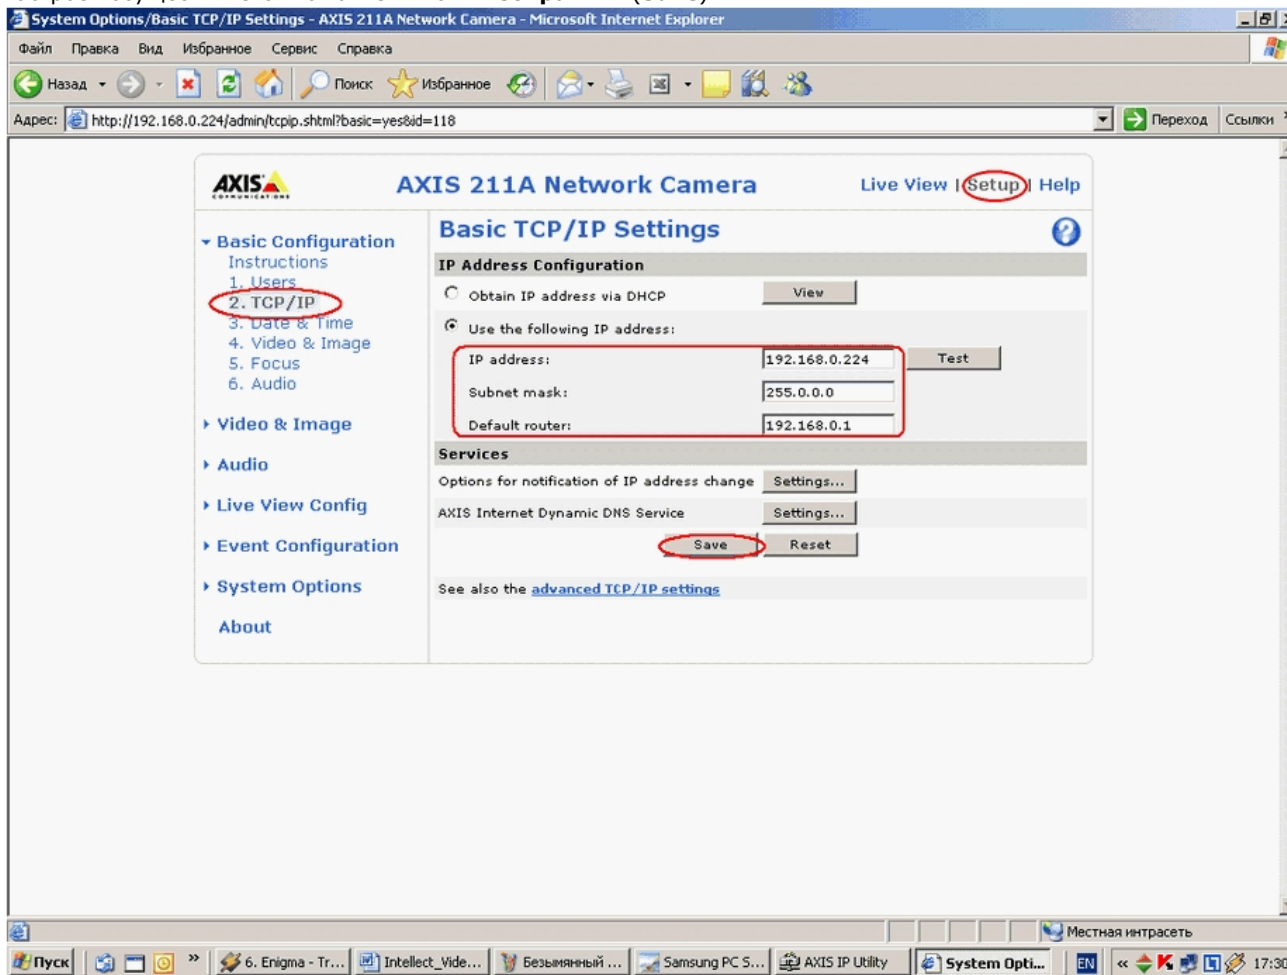 System Options/Basic TCP/IP Settings - AXIS 211A Network Camera - Microsoft Internet Explorer
Файл Правка Вид Избранное Сервис Справка
Назад Поиск Избранное
Адрес: http://192.168.0.224/admin/tcpip.shtml?basic=yes&id=118 Переход Ссылки
AXIS COMMUNICATIONS
AXIS 211A Network Camera
Live View | Setup | Help
Basic Configuration
Instructions
1. Users
2. TCP/IP
3. Date & Time
4. Video & Image
5. Focus
6. Audio
Video & Image
Audio
Live View Config
Event Configuration
System Options
About
Basic TCP/IP Settings
IP Address Configuration
Obtain IP address via DHCP View
Use the following IP address:
IP address: 192.168.0.224 Test
Subnet mask: 255.0.0.0
Default router: 192.168.0.1
Services
Options for notification of IP address change Settings...
AXIS Internet Dynamic DNS Service Settings...
Save Reset
See also the advanced TCP/IP settings
Местная интрасеть
Пуск » 6. Enigma - Tr... Intellect_Vide... Безымянный ... Samsung PC S... AXIS IP Utility System Opti... EN « 17:30